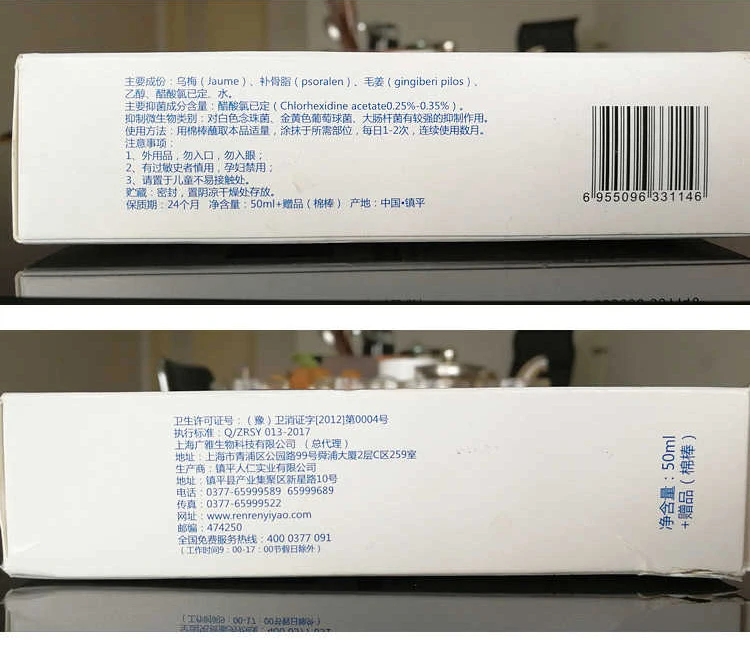 主要成份：乌梅（Jaume）、补骨脂（psoralen）、毛姜（gingiberi pilos）、
乙醇、醋酸氯已定、水。
主要抑菌成分含量：醋酸氯已定（Chlorhexidine acetate0.25%-0.35%）。
抑制微生物类别：对白色念珠菌、金黄色葡萄球菌、大肠杆菌有较强的抑制作用。
使用方法：用棉棒蘸取本品适量，涂抹于所需部位，每日1-2次，连续使用数月。
注意事项：
1、外用品，勿入口，勿入眼；
2、有过敏史者慎用，孕妇禁用；
3、请置于儿童不易接触处。
贮藏：密封，置阴凉干燥处存放。
保质期：24个月 净含量：50ml+赠品（棉棒） 产地：中国·镇平
6 955096 331146
卫生许可证号：（豫）卫消证字[2012]第0004号
执行标准：Q/ZRSY 013-2017
上海广雅生物科技有限公司（总代理）
地址：上海市青浦区公园路99号舜浦大厦2层C区259室
生产商：镇平人仁实业有限公司
地址：镇平县产业集聚区新星路10号
电话：0377-65999589 65999689
传真：0377-65999522
网址：www.renrenyiyao.com
邮编：474250
全国免费服务热线：400 0377 091
（工作时间9：00-17：00节假日除外）
净含量：50ml
+赠品（棉棒）